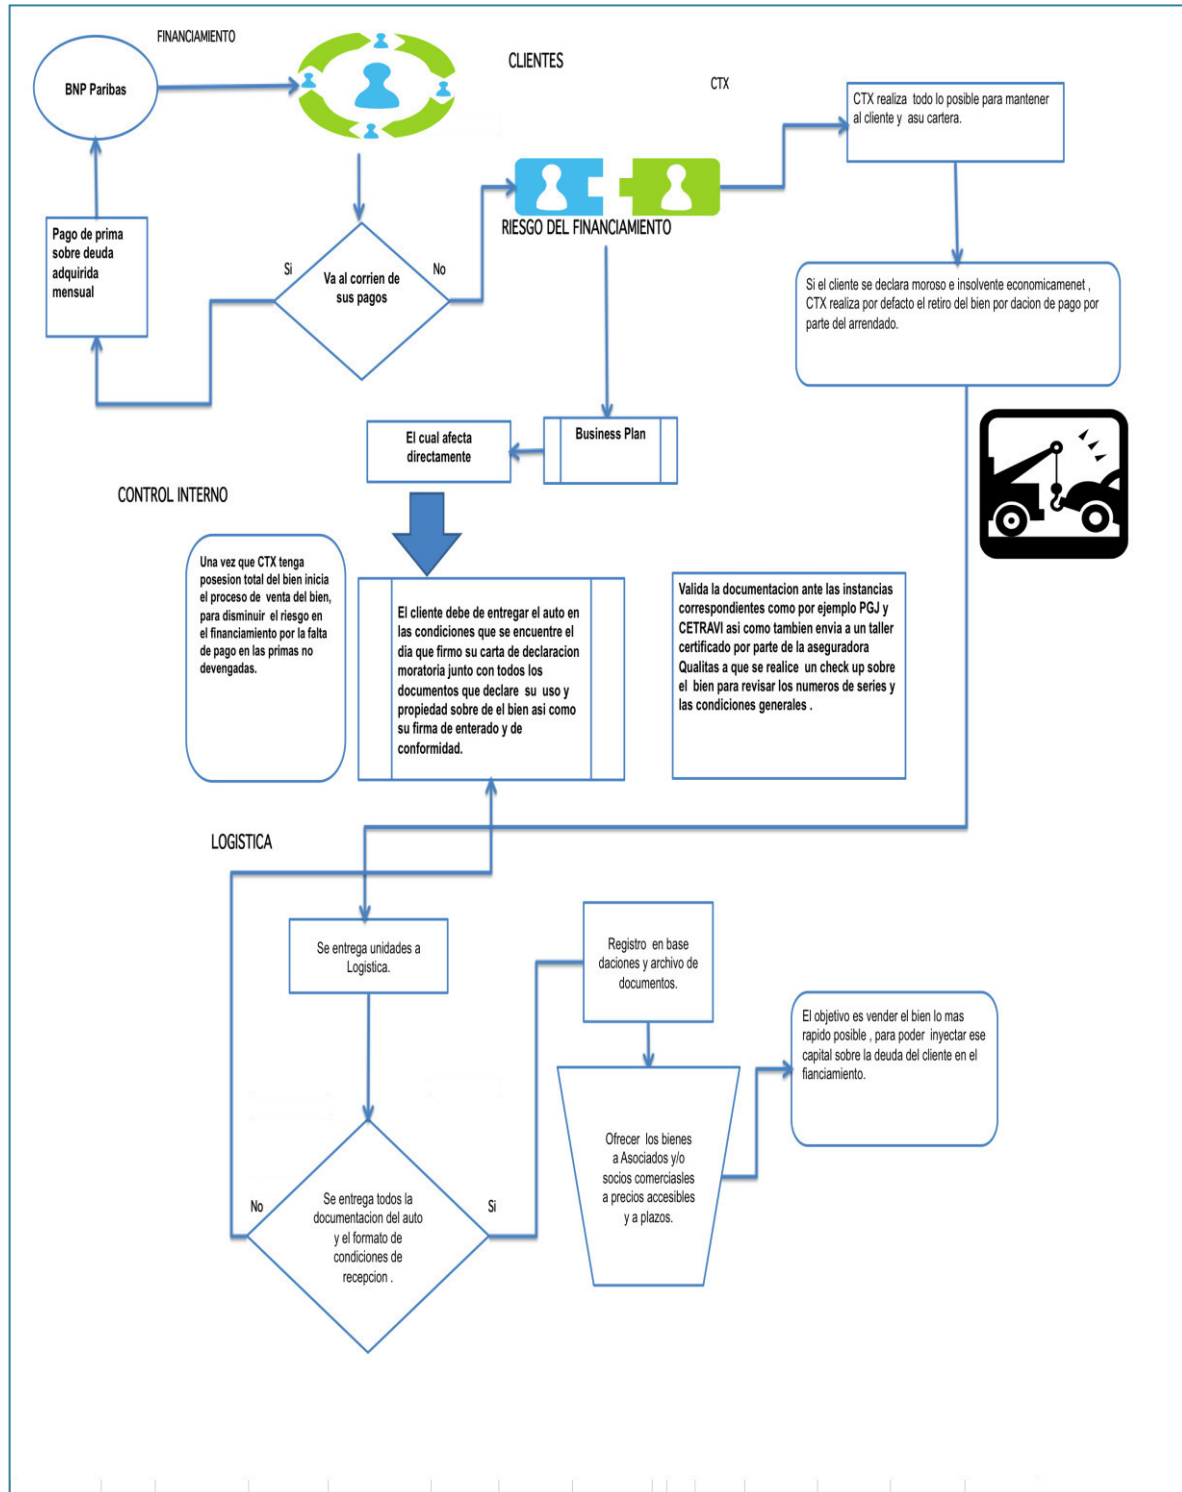 FINANCIAMIENTO
BNP Paribas
CLIENTES
CTX
CTX realiza todo lo posible para mantener
al cliente y asu cartera.
Pago de prima
sobre deuda
adquirida
mensual
Si
Va al corrien de
sus pagos
No
RIESGO DEL FINANCIAMIENTO
Si el cliente se declara moroso e insolvente economicamenet ,
CTX realiza por defacto el retiro del bien por dacion de pago por
parte del arrendado.
El cual afecta
directamente
Business Plan
CONTROL INTERNO
Una vez que CTX tenga
posesion total del bien inicia
el proceso de venta del bien,
para disminuir el riesgo en
el financiamiento por la falta
de pago en las primas no
devengadas.
El cliente debe de entregar el auto en
las condiciones que se encuentre el
dia que firmo su carta de declaracion
moratoria junto con todos los
documentos que declare su uso y
propiedad sobre de el bien asi como
su firma de enterado y de
conformidad.
Valida la documentacion ante las instancias
correspondientes como por ejemplo PGJ y
CETRAVI asi como tambien envia a un taller
certificado por parte de la aseguradora
Qualitas a que se realice un check up sobre
el bien para revisar los numeros de series y
las condiciones generales .
LOGISTICA
Se entrega unidades a
Logistica.
Registro en base
daciones y archivo de
documentos.
El objetivo es vender el bien lo mas
rapido posible , para poder inyectar ese
capital sobre la deuda del cliente en el
fianciamiento.
Ofrecer los bienes
a Asociados y/o
socios comerciasles
a precios accesibles
y a plazos.
No
Se entrega todos la
documentacion del auto
y el formato de
condiciones de
recepcion .
Si